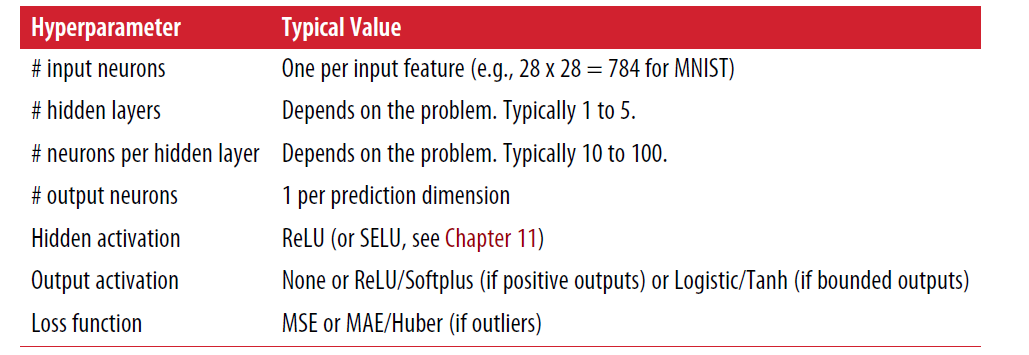 Hyperparameter Typical Value
# input neurons One per input feature (e.g., 28 x 28 = 784 for MNIST)
# hidden layers Depends on the problem. Typically 1 to 5.
# neurons per hidden layer Depends on the problem. Typically 10 to 100.
# output neurons 1 per prediction dimension
Hidden activation ReLU (or SELU, see Chapter 11)
Output activation None or ReLU/Softplus (if positive outputs) or Logistic/Tanh (if bounded outputs)
Loss function MSE or MAE/Huber (if outliers)